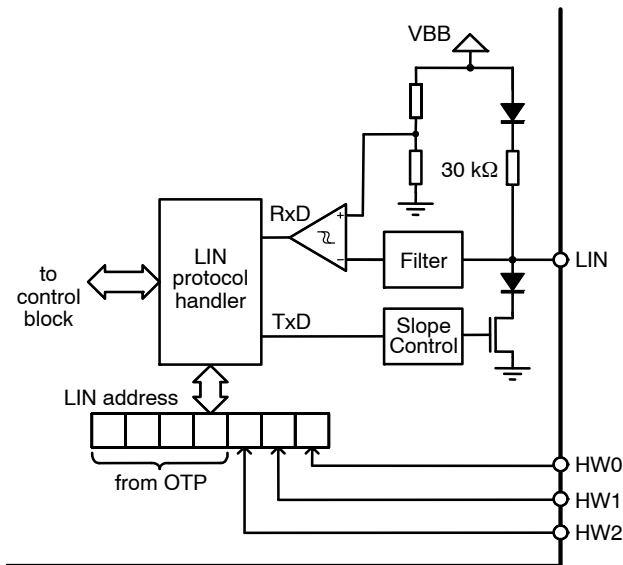 VBB
30 kΩ
RxD
+
−
LIN
protocol
handler
Filter
LIN
to
control
block
TxD
Slope
Control
LIN address
from OTP
HW0
HW1
HW2